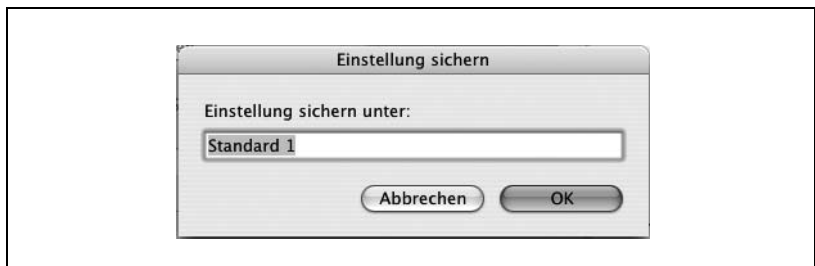 Einstellung sichern
Einstellung sichern unter:
Standard 1
Abbrechen OK